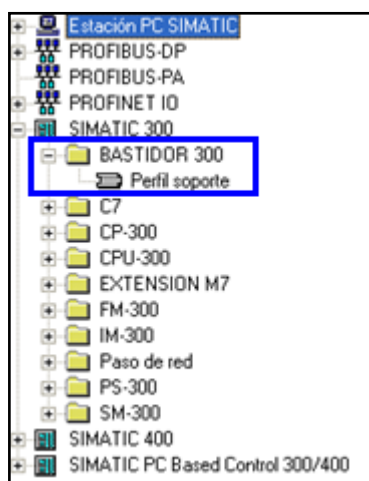 Estación PC SIMATIC
PROFIBUS-DP
PROFIBUS-PA
PROFINET IO
SIMATIC 300
BASTIDOR 300
Perfil soporte
C7
CP-300
CPU-300
EXTENSION M7
FM-300
IM-300
Paso de red
PS-300
SM-300
SIMATIC 400
SIMATIC PC Based Control 300/400